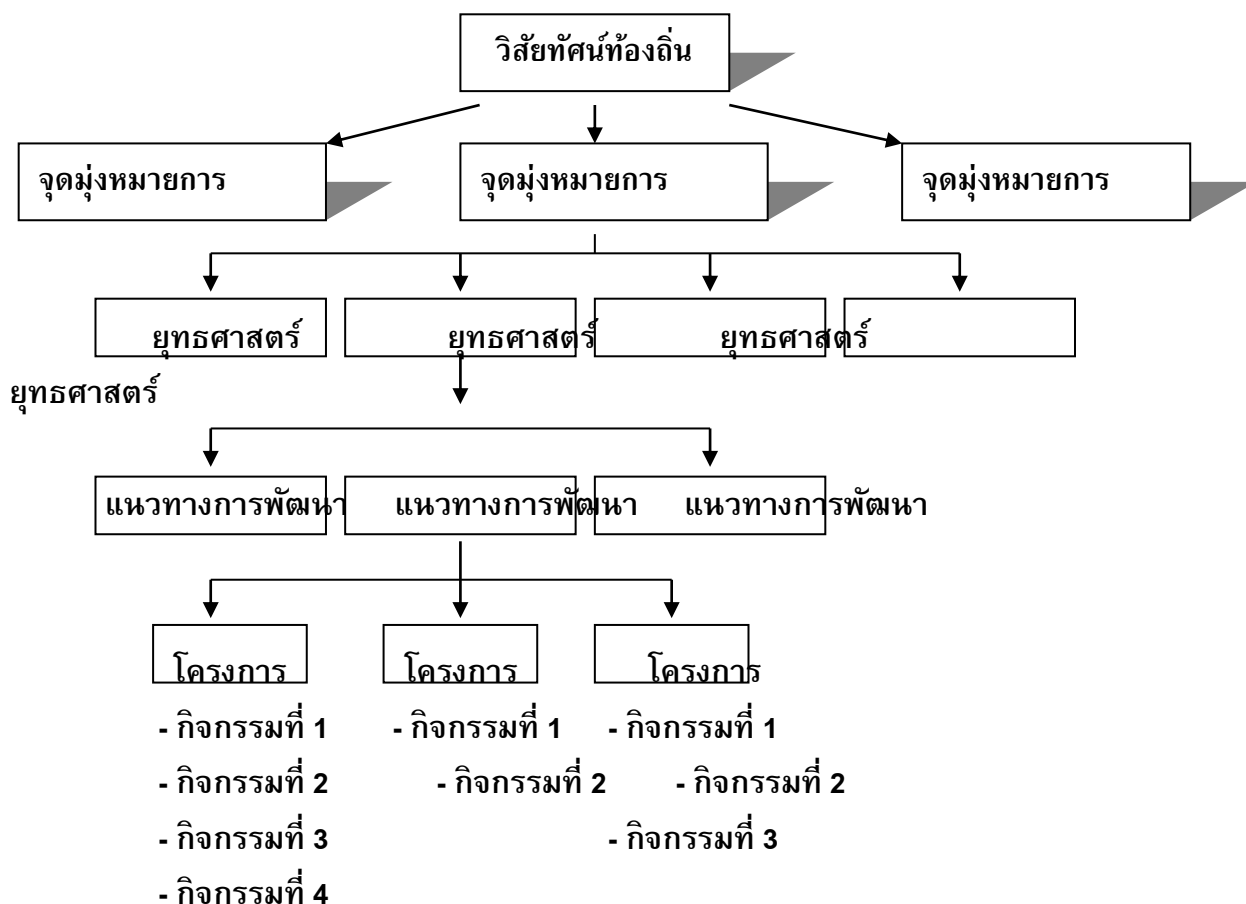 วิสัยทัศน์ท้องถิ่น
จุดมุ่งหมายการ จุดมุ่งหมายการ จุดมุ่งหมายการ
ยุทธศาสตร์ ยุทธศาสตร์ ยุทธศาสตร์
ยุทธศาสตร์
แนวทางการพัฒนา แนวทางการพัฒนา แนวทางการพัฒนา
โครงการ โครงการ โครงการ
- กิจกรรมที่ 1 - กิจกรรมที่ 1 - กิจกรรมที่ 1
- กิจกรรมที่ 2 - กิจกรรมที่ 2 - กิจกรรมที่ 2
- กิจกรรมที่ 3 - กิจกรรมที่ 3
- กิจกรรมที่ 4